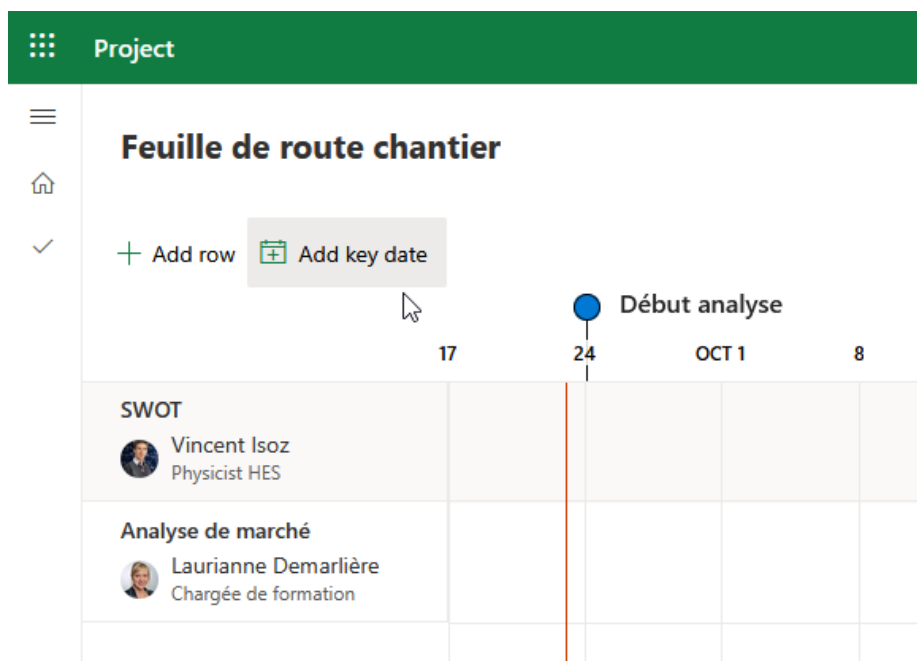 Project
Feuille de route chantier
Add row Add key date
Début analyse
17 24 OCT 1 8
SWOT
Vincent Isoz
Physicist HES
Analyse de marché
Laurianne Demarlière
Chargée de formation